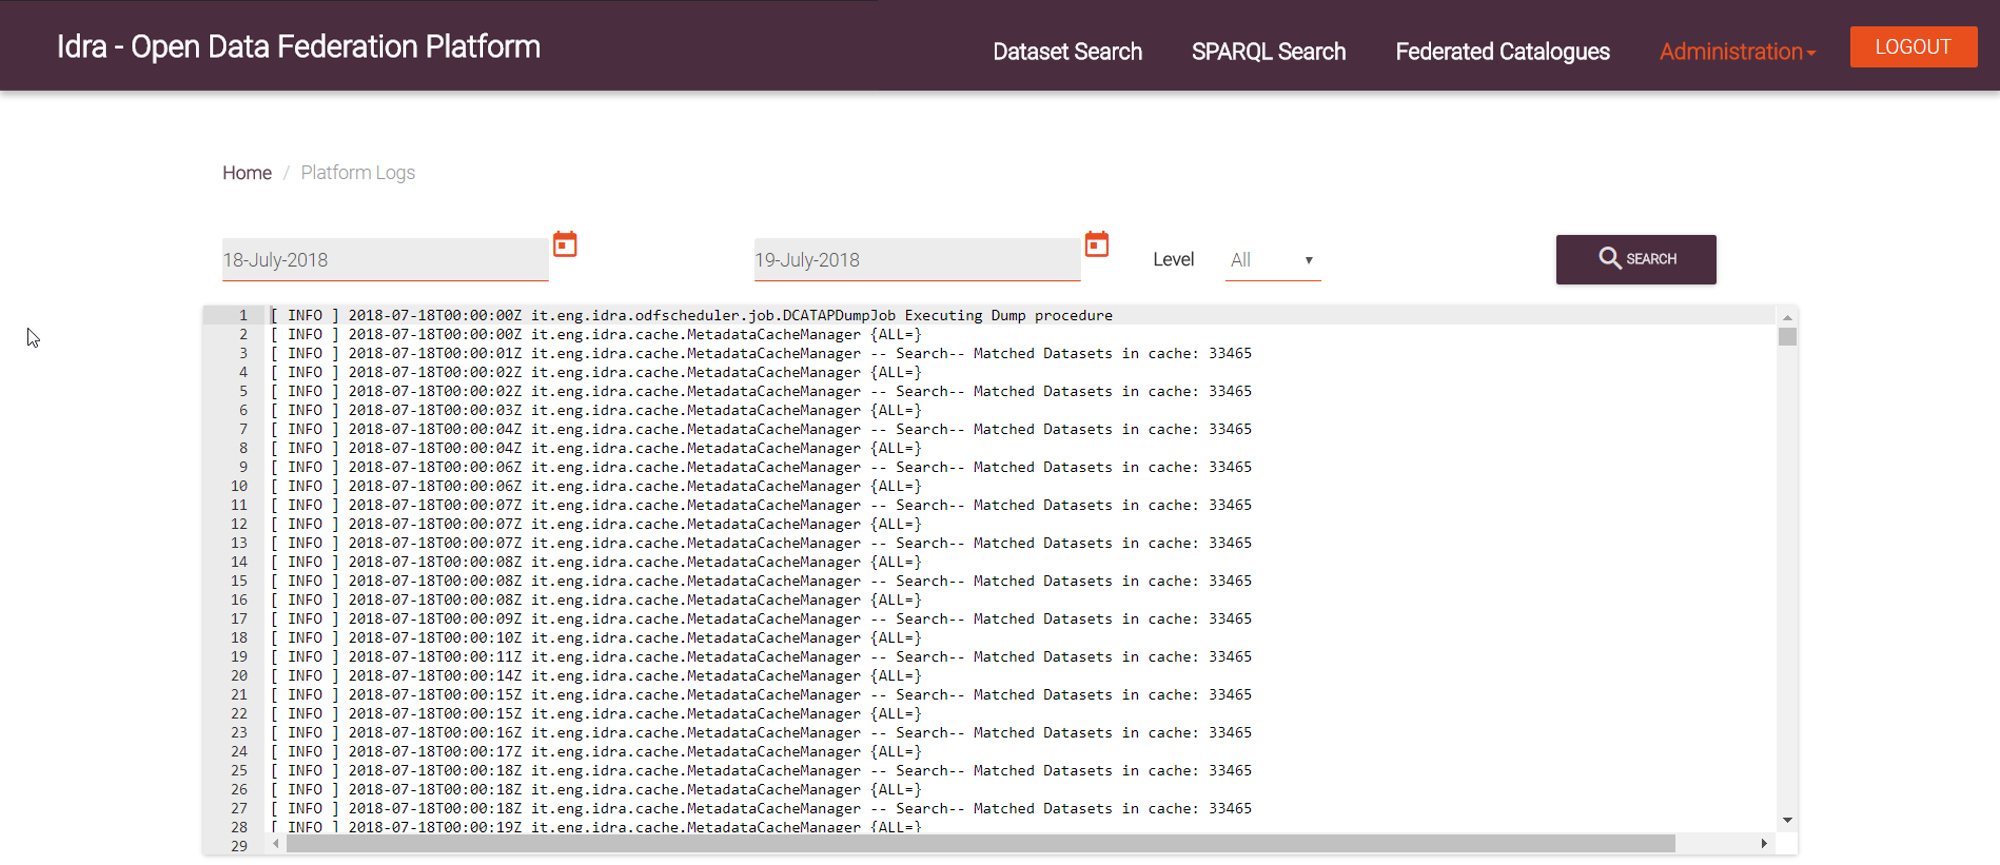 Idra - Open Data Federation Platform
Dataset Search
SPARQL Search
Federated Catalogues
Administration
LOGOUT
Home / Platform Logs
18-July-2018
19-July-2018
Level
All
SEARCH
1 [ INFO ] 2018-07-18T00:00:00Z it.eng.idra.odfscheduler.job.DCATAPDumpJob Executing Dump procedure
2 [ INFO ] 2018-07-18T00:00:00Z it.eng.idra.cache.MetadataCacheManager {ALL=}
3 [ INFO ] 2018-07-18T00:00:01Z it.eng.idra.cache.MetadataCacheManager -- Search-- Matched Datasets in cache: 33465
4 [ INFO ] 2018-07-18T00:00:02Z it.eng.idra.cache.MetadataCacheManager {ALL=}
5 [ INFO ] 2018-07-18T00:00:02Z it.eng.idra.cache.MetadataCacheManager -- Search-- Matched Datasets in cache: 33465
6 [ INFO ] 2018-07-18T00:00:03Z it.eng.idra.cache.MetadataCacheManager {ALL=}
7 [ INFO ] 2018-07-18T00:00:04Z it.eng.idra.cache.MetadataCacheManager -- Search-- Matched Datasets in cache: 33465
8 [ INFO ] 2018-07-18T00:00:04Z it.eng.idra.cache.MetadataCacheManager {ALL=}
9 [ INFO ] 2018-07-18T00:00:06Z it.eng.idra.cache.MetadataCacheManager -- Search-- Matched Datasets in cache: 33465
10 [ INFO ] 2018-07-18T00:00:06Z it.eng.idra.cache.MetadataCacheManager {ALL=}
11 [ INFO ] 2018-07-18T00:00:07Z it.eng.idra.cache.MetadataCacheManager -- Search-- Matched Datasets in cache: 33465
12 [ INFO ] 2018-07-18T00:00:07Z it.eng.idra.cache.MetadataCacheManager {ALL=}
13 [ INFO ] 2018-07-18T00:00:07Z it.eng.idra.cache.MetadataCacheManager -- Search-- Matched Datasets in cache: 33465
14 [ INFO ] 2018-07-18T00:00:08Z it.eng.idra.cache.MetadataCacheManager {ALL=}
15 [ INFO ] 2018-07-18T00:00:08Z it.eng.idra.cache.MetadataCacheManager -- Search-- Matched Datasets in cache: 33465
16 [ INFO ] 2018-07-18T00:00:08Z it.eng.idra.cache.MetadataCacheManager {ALL=}
17 [ INFO ] 2018-07-18T00:00:09Z it.eng.idra.cache.MetadataCacheManager -- Search-- Matched Datasets in cache: 33465
18 [ INFO ] 2018-07-18T00:00:10Z it.eng.idra.cache.MetadataCacheManager {ALL=}
19 [ INFO ] 2018-07-18T00:00:11Z it.eng.idra.cache.MetadataCacheManager -- Search-- Matched Datasets in cache: 33465
20 [ INFO ] 2018-07-18T00:00:14Z it.eng.idra.cache.MetadataCacheManager {ALL=}
21 [ INFO ] 2018-07-18T00:00:15Z it.eng.idra.cache.MetadataCacheManager -- Search-- Matched Datasets in cache: 33465
22 [ INFO ] 2018-07-18T00:00:15Z it.eng.idra.cache.MetadataCacheManager {ALL=}
23 [ INFO ] 2018-07-18T00:00:16Z it.eng.idra.cache.MetadataCacheManager -- Search-- Matched Datasets in cache: 33465
24 [ INFO ] 2018-07-18T00:00:17Z it.eng.idra.cache.MetadataCacheManager {ALL=}
25 [ INFO ] 2018-07-18T00:00:18Z it.eng.idra.cache.MetadataCacheManager -- Search-- Matched Datasets in cache: 33465
26 [ INFO ] 2018-07-18T00:00:18Z it.eng.idra.cache.MetadataCacheManager {ALL=}
27 [ INFO ] 2018-07-18T00:00:18Z it.eng.idra.cache.MetadataCacheManager -- Search-- Matched Datasets in cache: 33465
28 [ INFO ] 2018-07-18T00:00:19Z it.eng.idra.cache.MetadataCacheManager {ALL=}
29